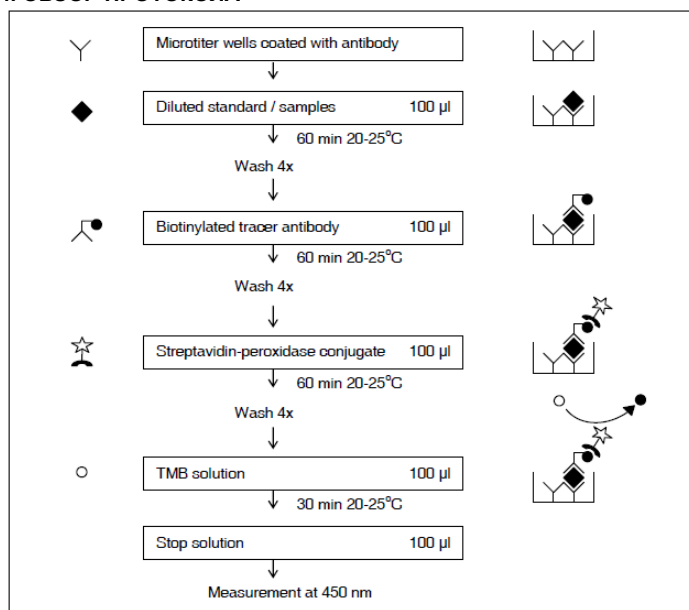 ОБЗОР ПРОТОКОЛА
Microtiter wells coated with antibody
Diluted standard / samples 100 µl
60 min 20-25°C
Wash 4x
Biotinylated tracer antibody 100 µl
60 min 20-25°C
Wash 4x
Streptavidin-peroxidase conjugate 100 µl
60 min 20-25°C
Wash 4x
TMB solution 100 µl
30 min 20-25°C
Stop solution 100 µl
Measurement at 450 nm